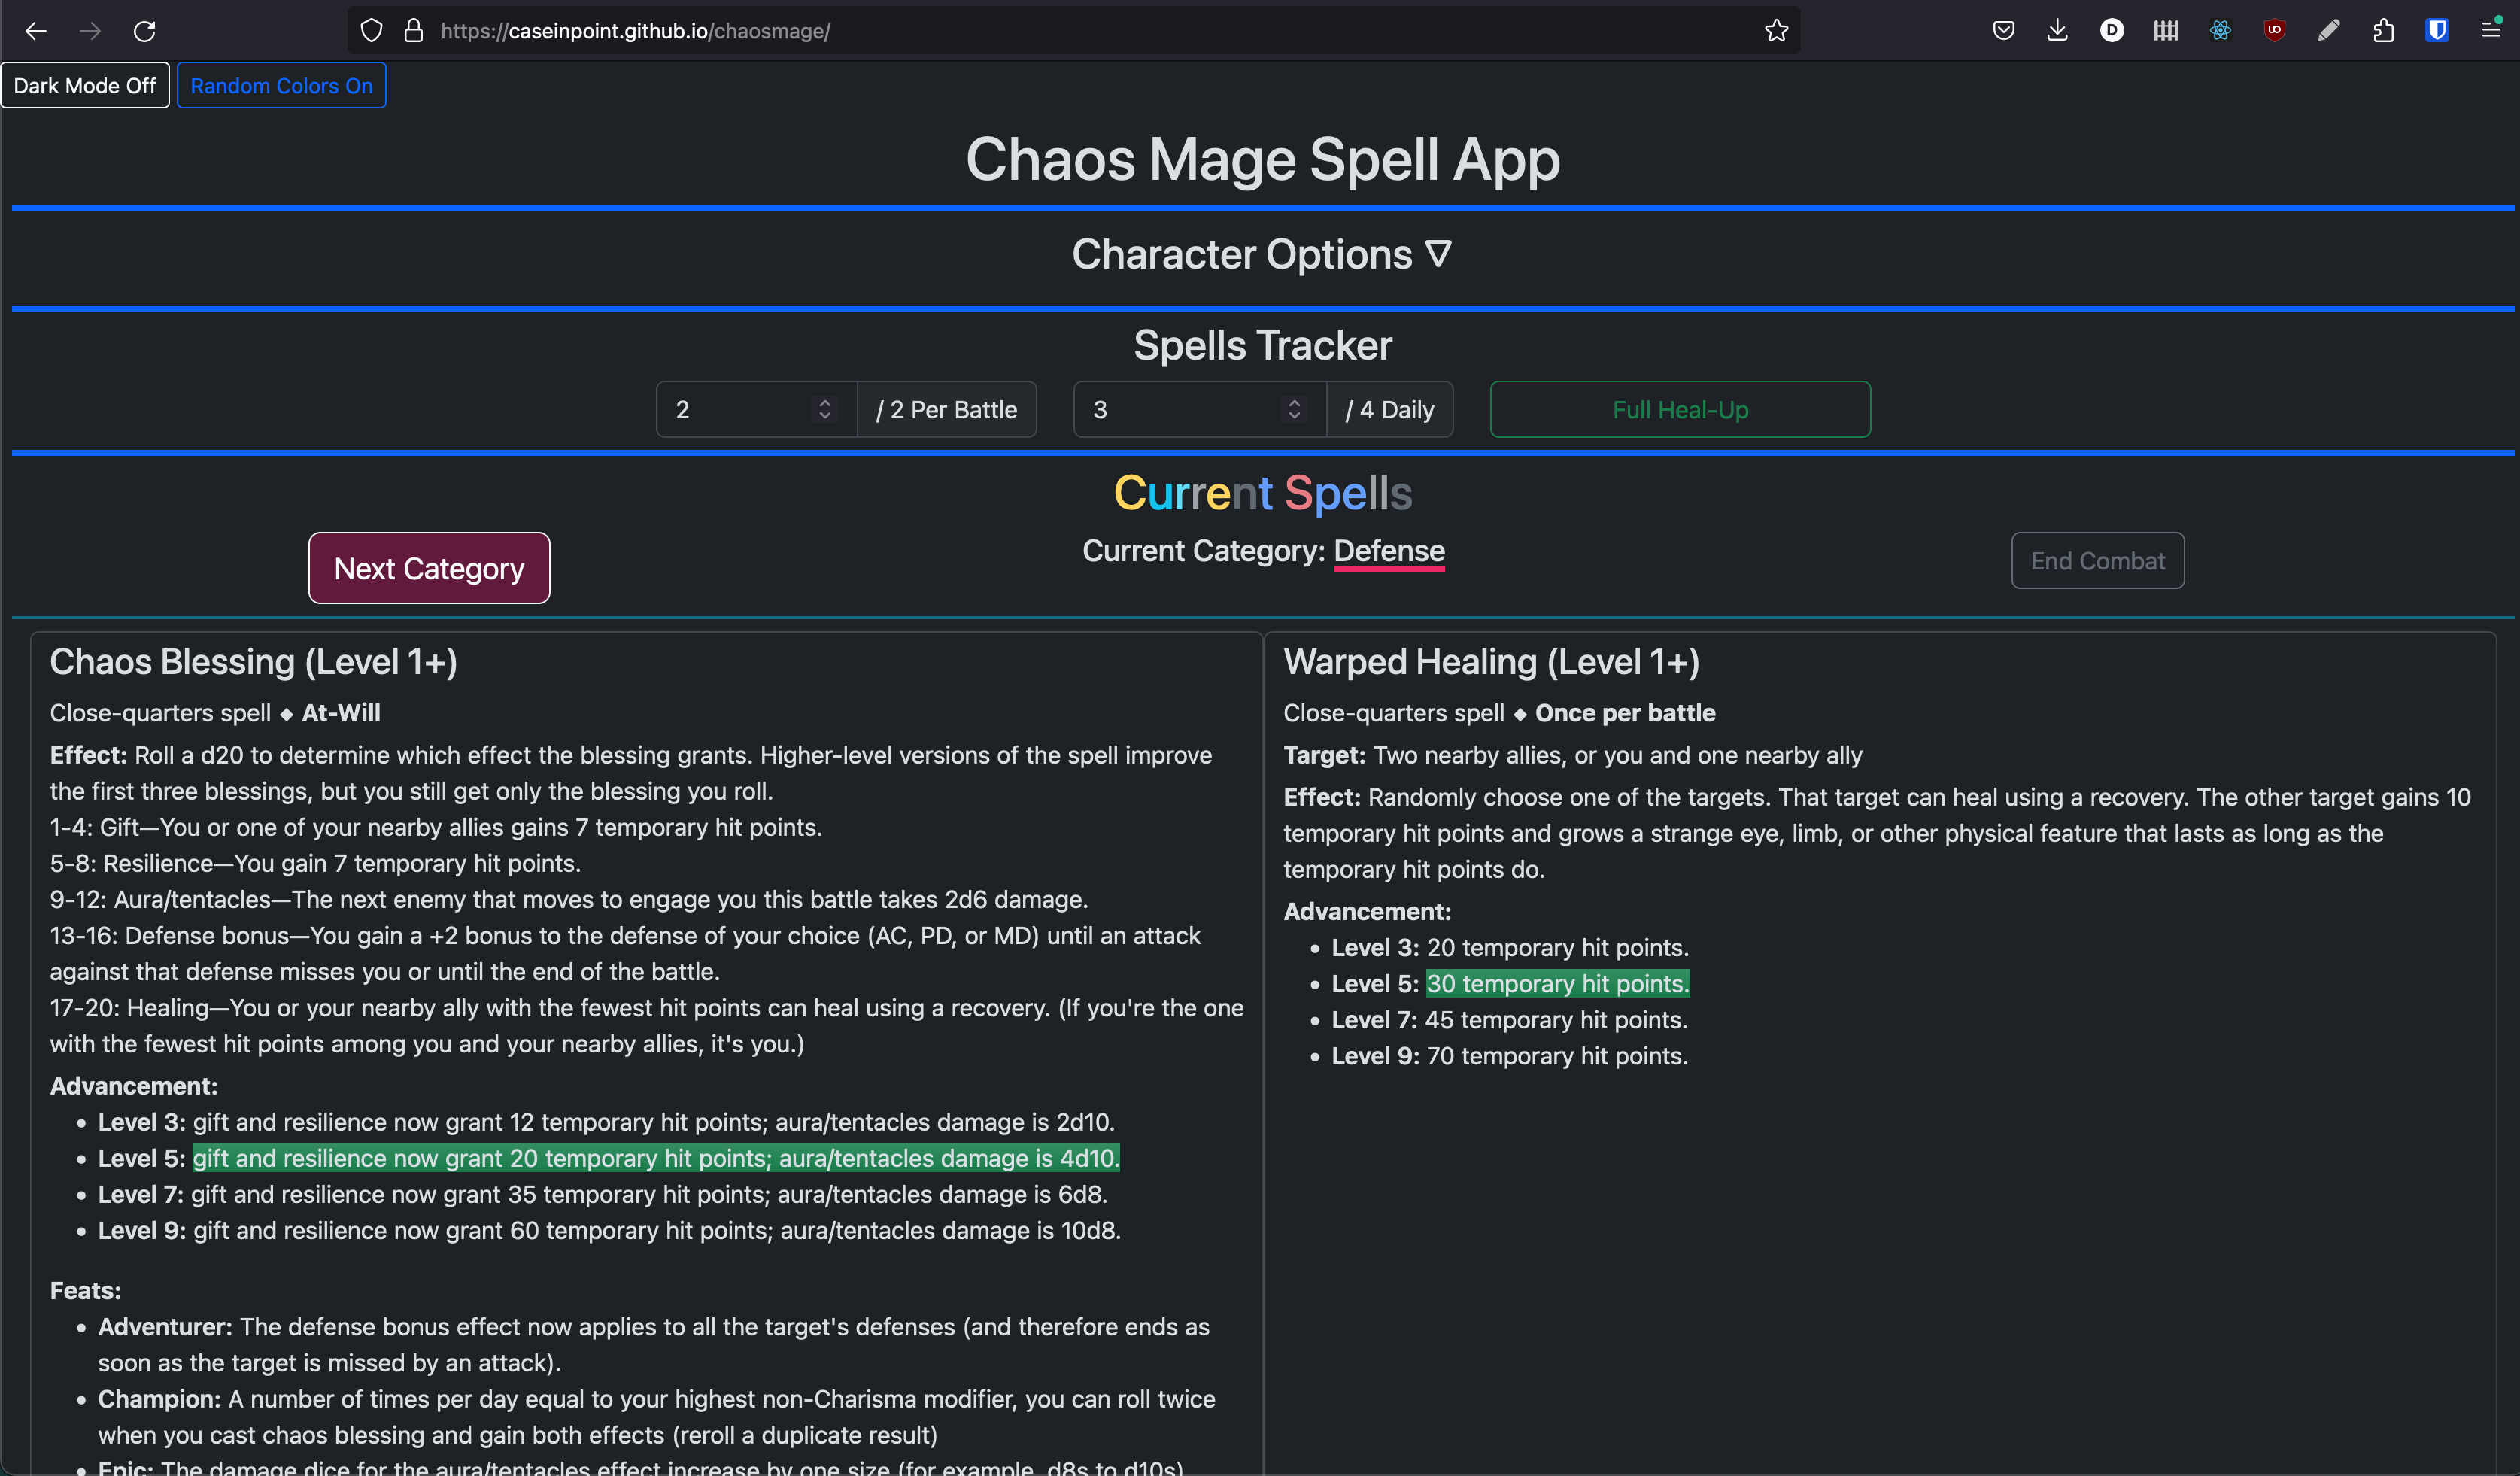 https://caseinpoint.github.io/chaosmage/
D
UO
Dark Mode Off
Random Colors On
Chaos Mage Spell App
Character Options ▽
Spells Tracker
2 / 2 Per Battle
3 / 4 Daily
Full Heal-Up
Current Spells
Next Category
Current Category: Defense
End Combat
Chaos Blessing (Level 1+)
Close-quarters spell ◆ At-Will
Effect: Roll a d20 to determine which effect the blessing grants. Higher-level versions of the spell improve
the first three blessings, but you still get only the blessing you roll.
1-4: Gift—You or one of your nearby allies gains 7 temporary hit points.
5-8: Resilience—You gain 7 temporary hit points.
9-12: Aura/tentacles—The next enemy that moves to engage you this battle takes 2d6 damage.
13-16: Defense bonus—You gain a +2 bonus to the defense of your choice (AC, PD, or MD) until an attack
against that defense misses you or until the end of the battle.
17-20: Healing—You or your nearby ally with the fewest hit points can heal using a recovery. (If you're the one
with the fewest hit points among you and your nearby allies, it's you.)
Advancement:
• Level 3: gift and resilience now grant 12 temporary hit points; aura/tentacles damage is 2d10.
• Level 5: gift and resilience now grant 20 temporary hit points; aura/tentacles damage is 4d10.
• Level 7: gift and resilience now grant 35 temporary hit points; aura/tentacles damage is 6d8.
• Level 9: gift and resilience now grant 60 temporary hit points; aura/tentacles damage is 10d8.
Feats:
• Adventurer: The defense bonus effect now applies to all the target's defenses (and therefore ends as
soon as the target is missed by an attack).
• Champion: A number of times per day equal to your highest non-Charisma modifier, you can roll twice
when you cast chaos blessing and gain both effects (reroll a duplicate result)
• Epic: The damage dice for the aura/tentacles effect increase by one size (for example, d8s to d10s)
Warped Healing (Level 1+)
Close-quarters spell ◆ Once per battle
Target: Two nearby allies, or you and one nearby ally
Effect: Randomly choose one of the targets. That target can heal using a recovery. The other target gains 10
temporary hit points and grows a strange eye, limb, or other physical feature that lasts as long as the
temporary hit points do.
Advancement:
• Level 3: 20 temporary hit points.
• Level 5: 30 temporary hit points.
• Level 7: 45 temporary hit points.
• Level 9: 70 temporary hit points.